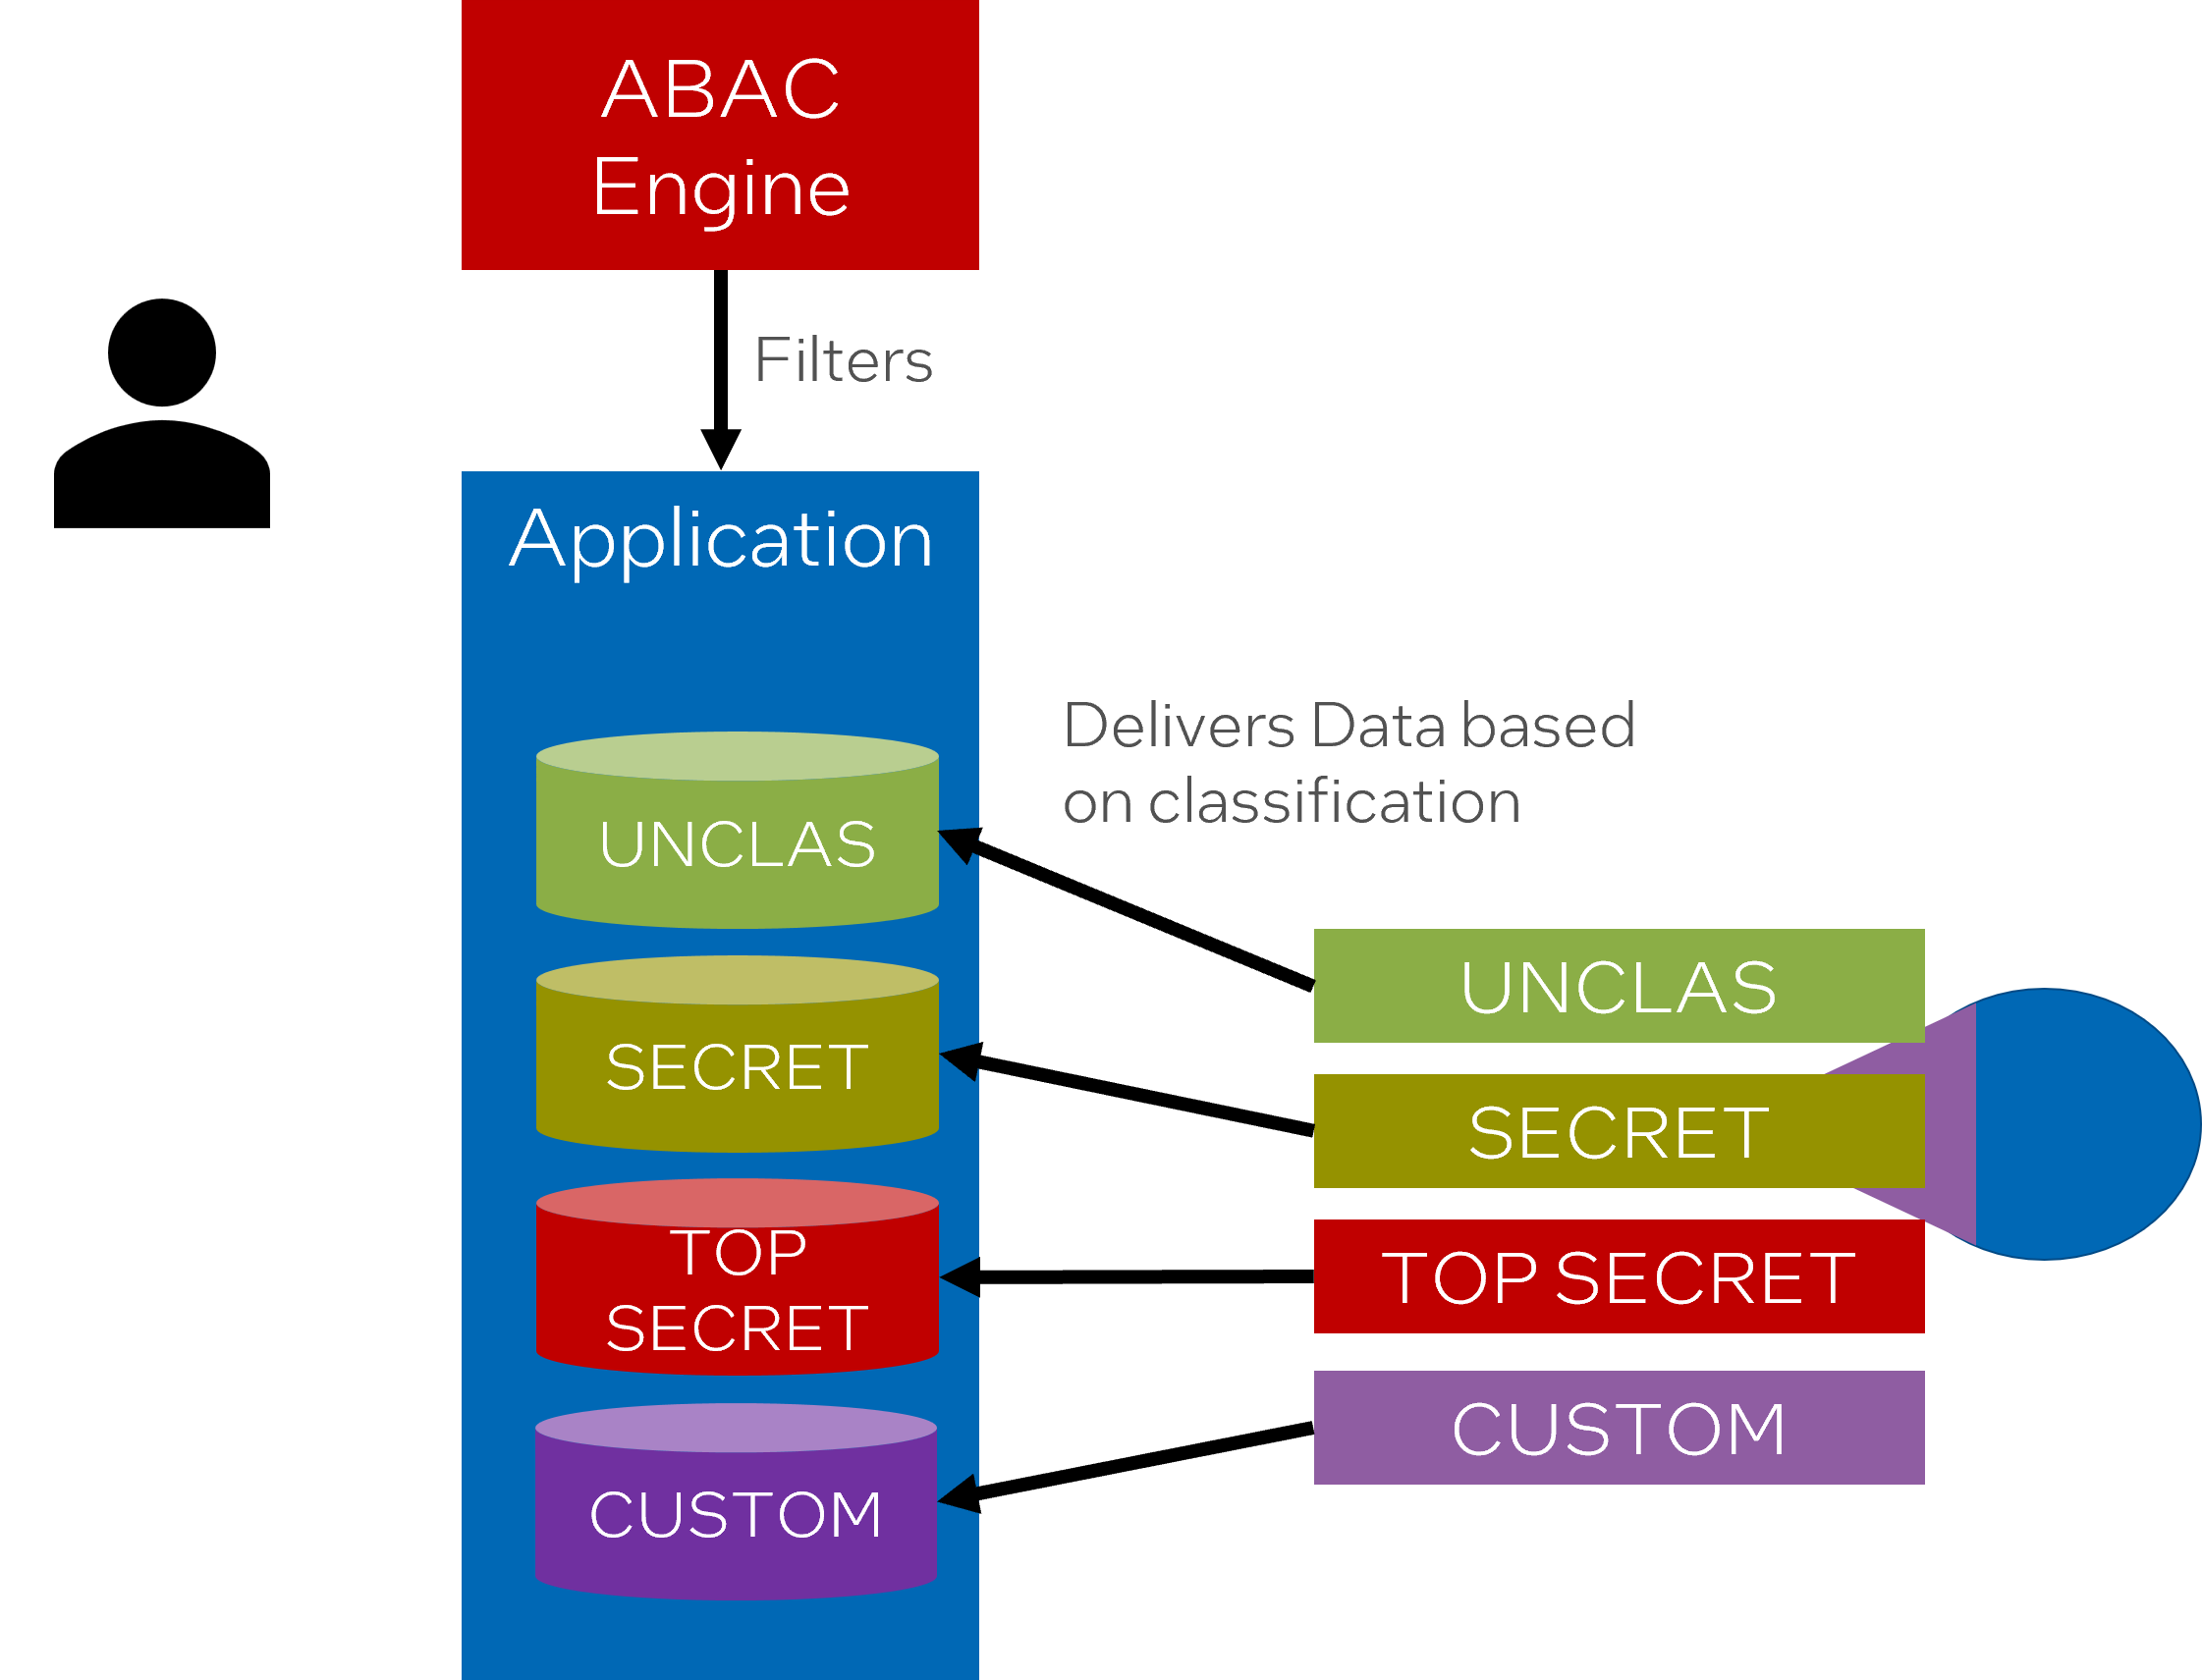 ABAC
Engine
Filters
Application
Delivers Data based
on classification
UNCLAS
SECRET
TOP
SECRET
CUSTOM
UNCLAS
SECRET
TOP SECRET
CUSTOM